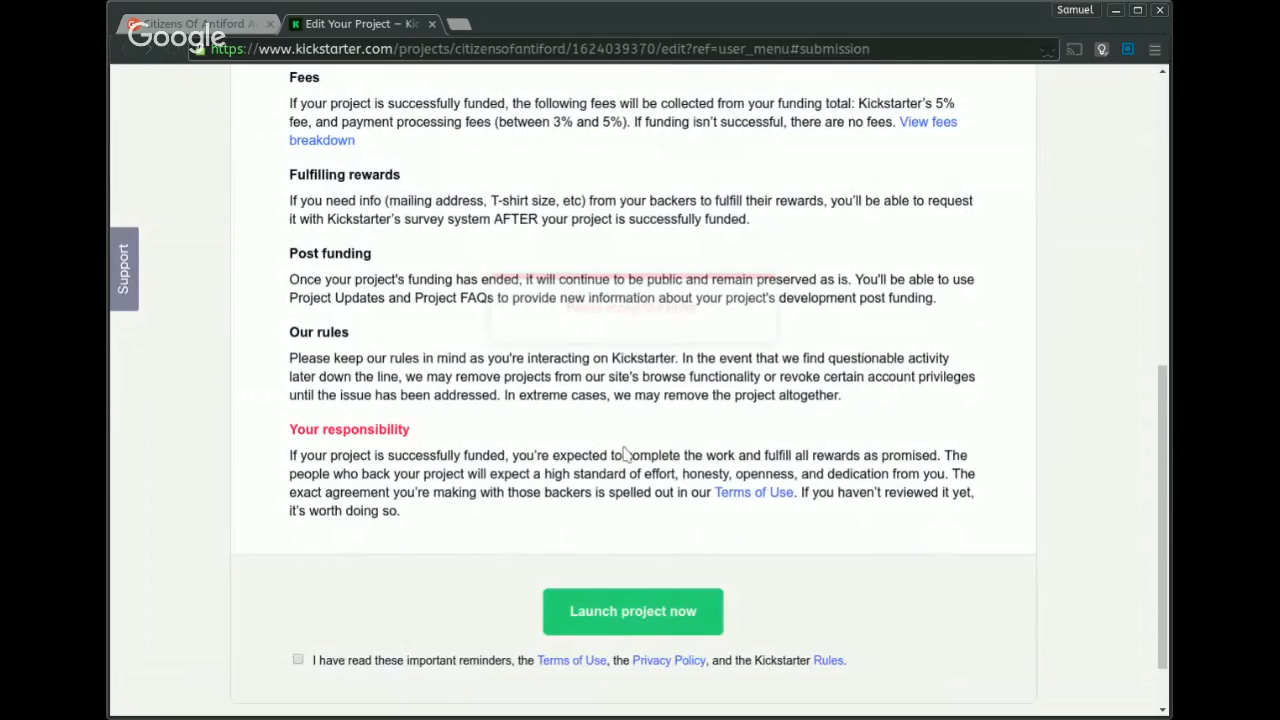 Samuel
Citizens Of Antiford
Edit Your Project – Kic
Google
https://www.kickstarter.com/projects/citizensofantiford/1624039370/edit?ref=user_menu#submission
Fees
If your project is successfully funded, the following fees will be collected from your funding total: Kickstarter's 5%
fee, and payment processing fees (between 3% and 5%). If funding isn't successful, there are no fees. View fees
breakdown
Fulfilling rewards
If you need info (mailing address, T-shirt size, etc) from your backers to fulfill their rewards, you'll be able to request
it with Kickstarter's survey system AFTER your project is successfully funded.
Support
Post funding
Once your project's funding has ended, it will continue to be public and remain preserved as is. You'll be able to use
Project Updates and Project FAQs to provide new information about your project's development post funding.
Our rules
Please keep our rules in mind as you're interacting on Kickstarter. In the event that we find questionable activity
later down the line, we may remove projects from our site's browse functionality or revoke certain account privileges
until the issue has been addressed. In extreme cases, we may remove the project altogether.
Your responsibility
If your project is successfully funded, you're expected to complete the work and fulfill all rewards as promised. The
people who back your project will expect a high standard of effort, honesty, openness, and dedication from you. The
exact agreement you're making with those backers is spelled out in our Terms of Use. If you haven't reviewed it yet,
it's worth doing so.
Launch project now
I have read these important reminders, the Terms of Use, the Privacy Policy, and the Kickstarter Rules.